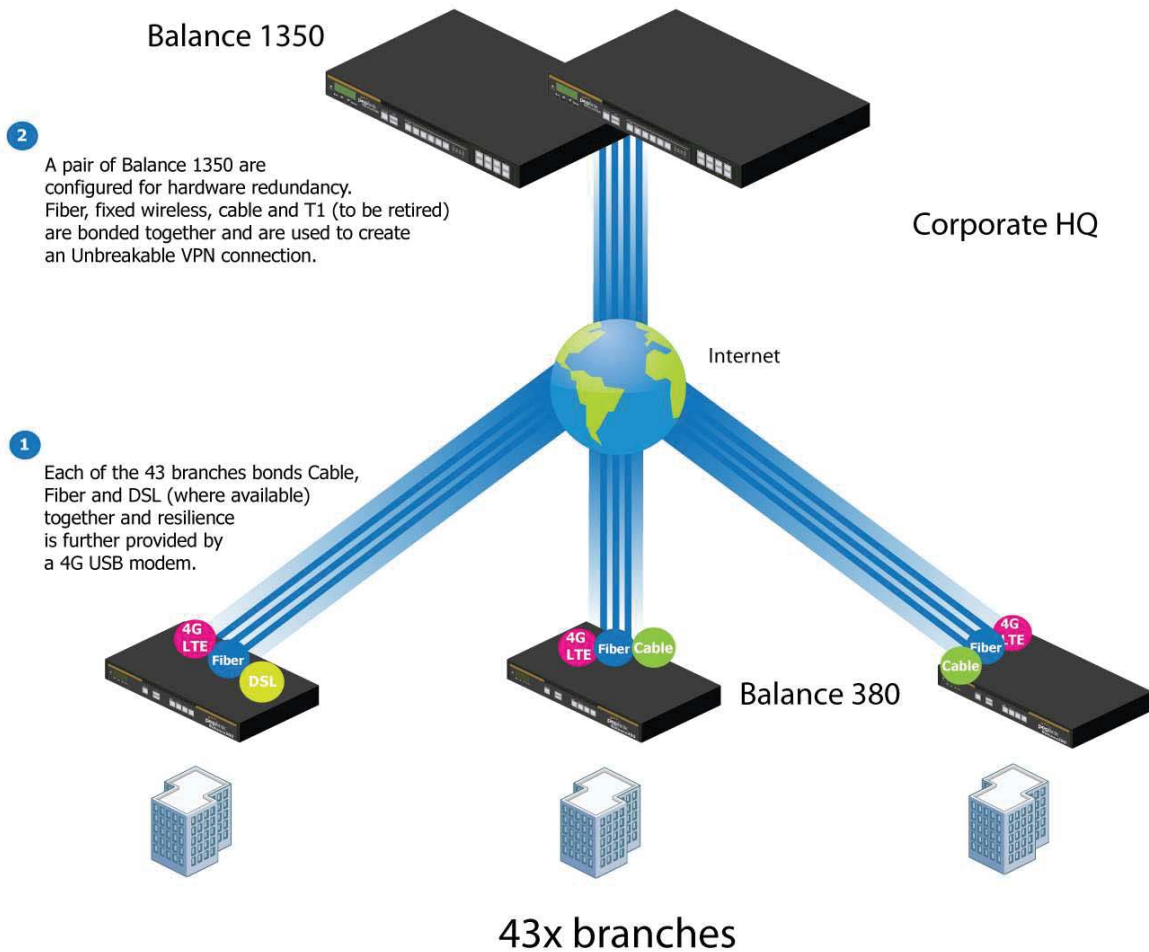 Balance 1350
2
A pair of Balance 1350 are
configured for hardware redundancy.
Fiber, fixed wireless, cable and T1 (to be retired)
are bonded together and are used to create
an Unbreakable VPN connection.
Corporate HQ
Internet
1
Each of the 43 branches bonds Cable,
Fiber and DSL (where available)
together and resilience
is further provided by
a 4G USB modem.
4G
LTE
Fiber
DSL
4G
LTE
Fiber
Cable
4G
LTE
Fiber
Cable
Balance 380
43x branches